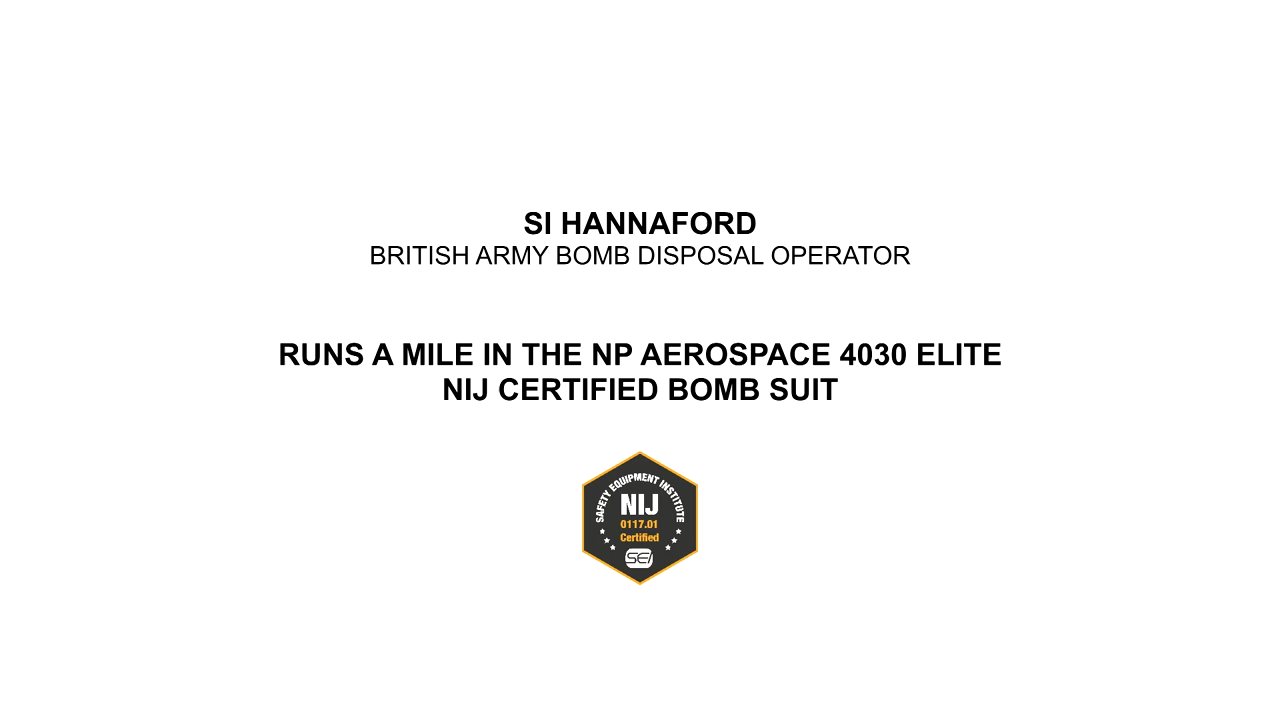 SI HANNAFORD
BRITISH ARMY BOMB DISPOSAL OPERATOR
RUNS A MILE IN THE NP AEROSPACE 4030 ELITE
NIJ CERTIFIED BOMB SUIT
SAFETY EQUIPMENT INSTITUTE
NIJ
0117.01
Certified
SEI